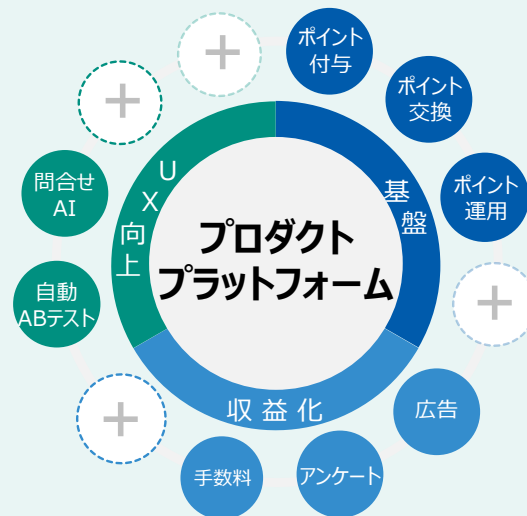 プロダクト
プラットフォーム
基盤
ポイント
付与
ポイント
交換
ポイント
運用
+
収益化
広告
アンケート
手数料
+
UX向上
自動
ABテスト
問合せ
AI
+
+